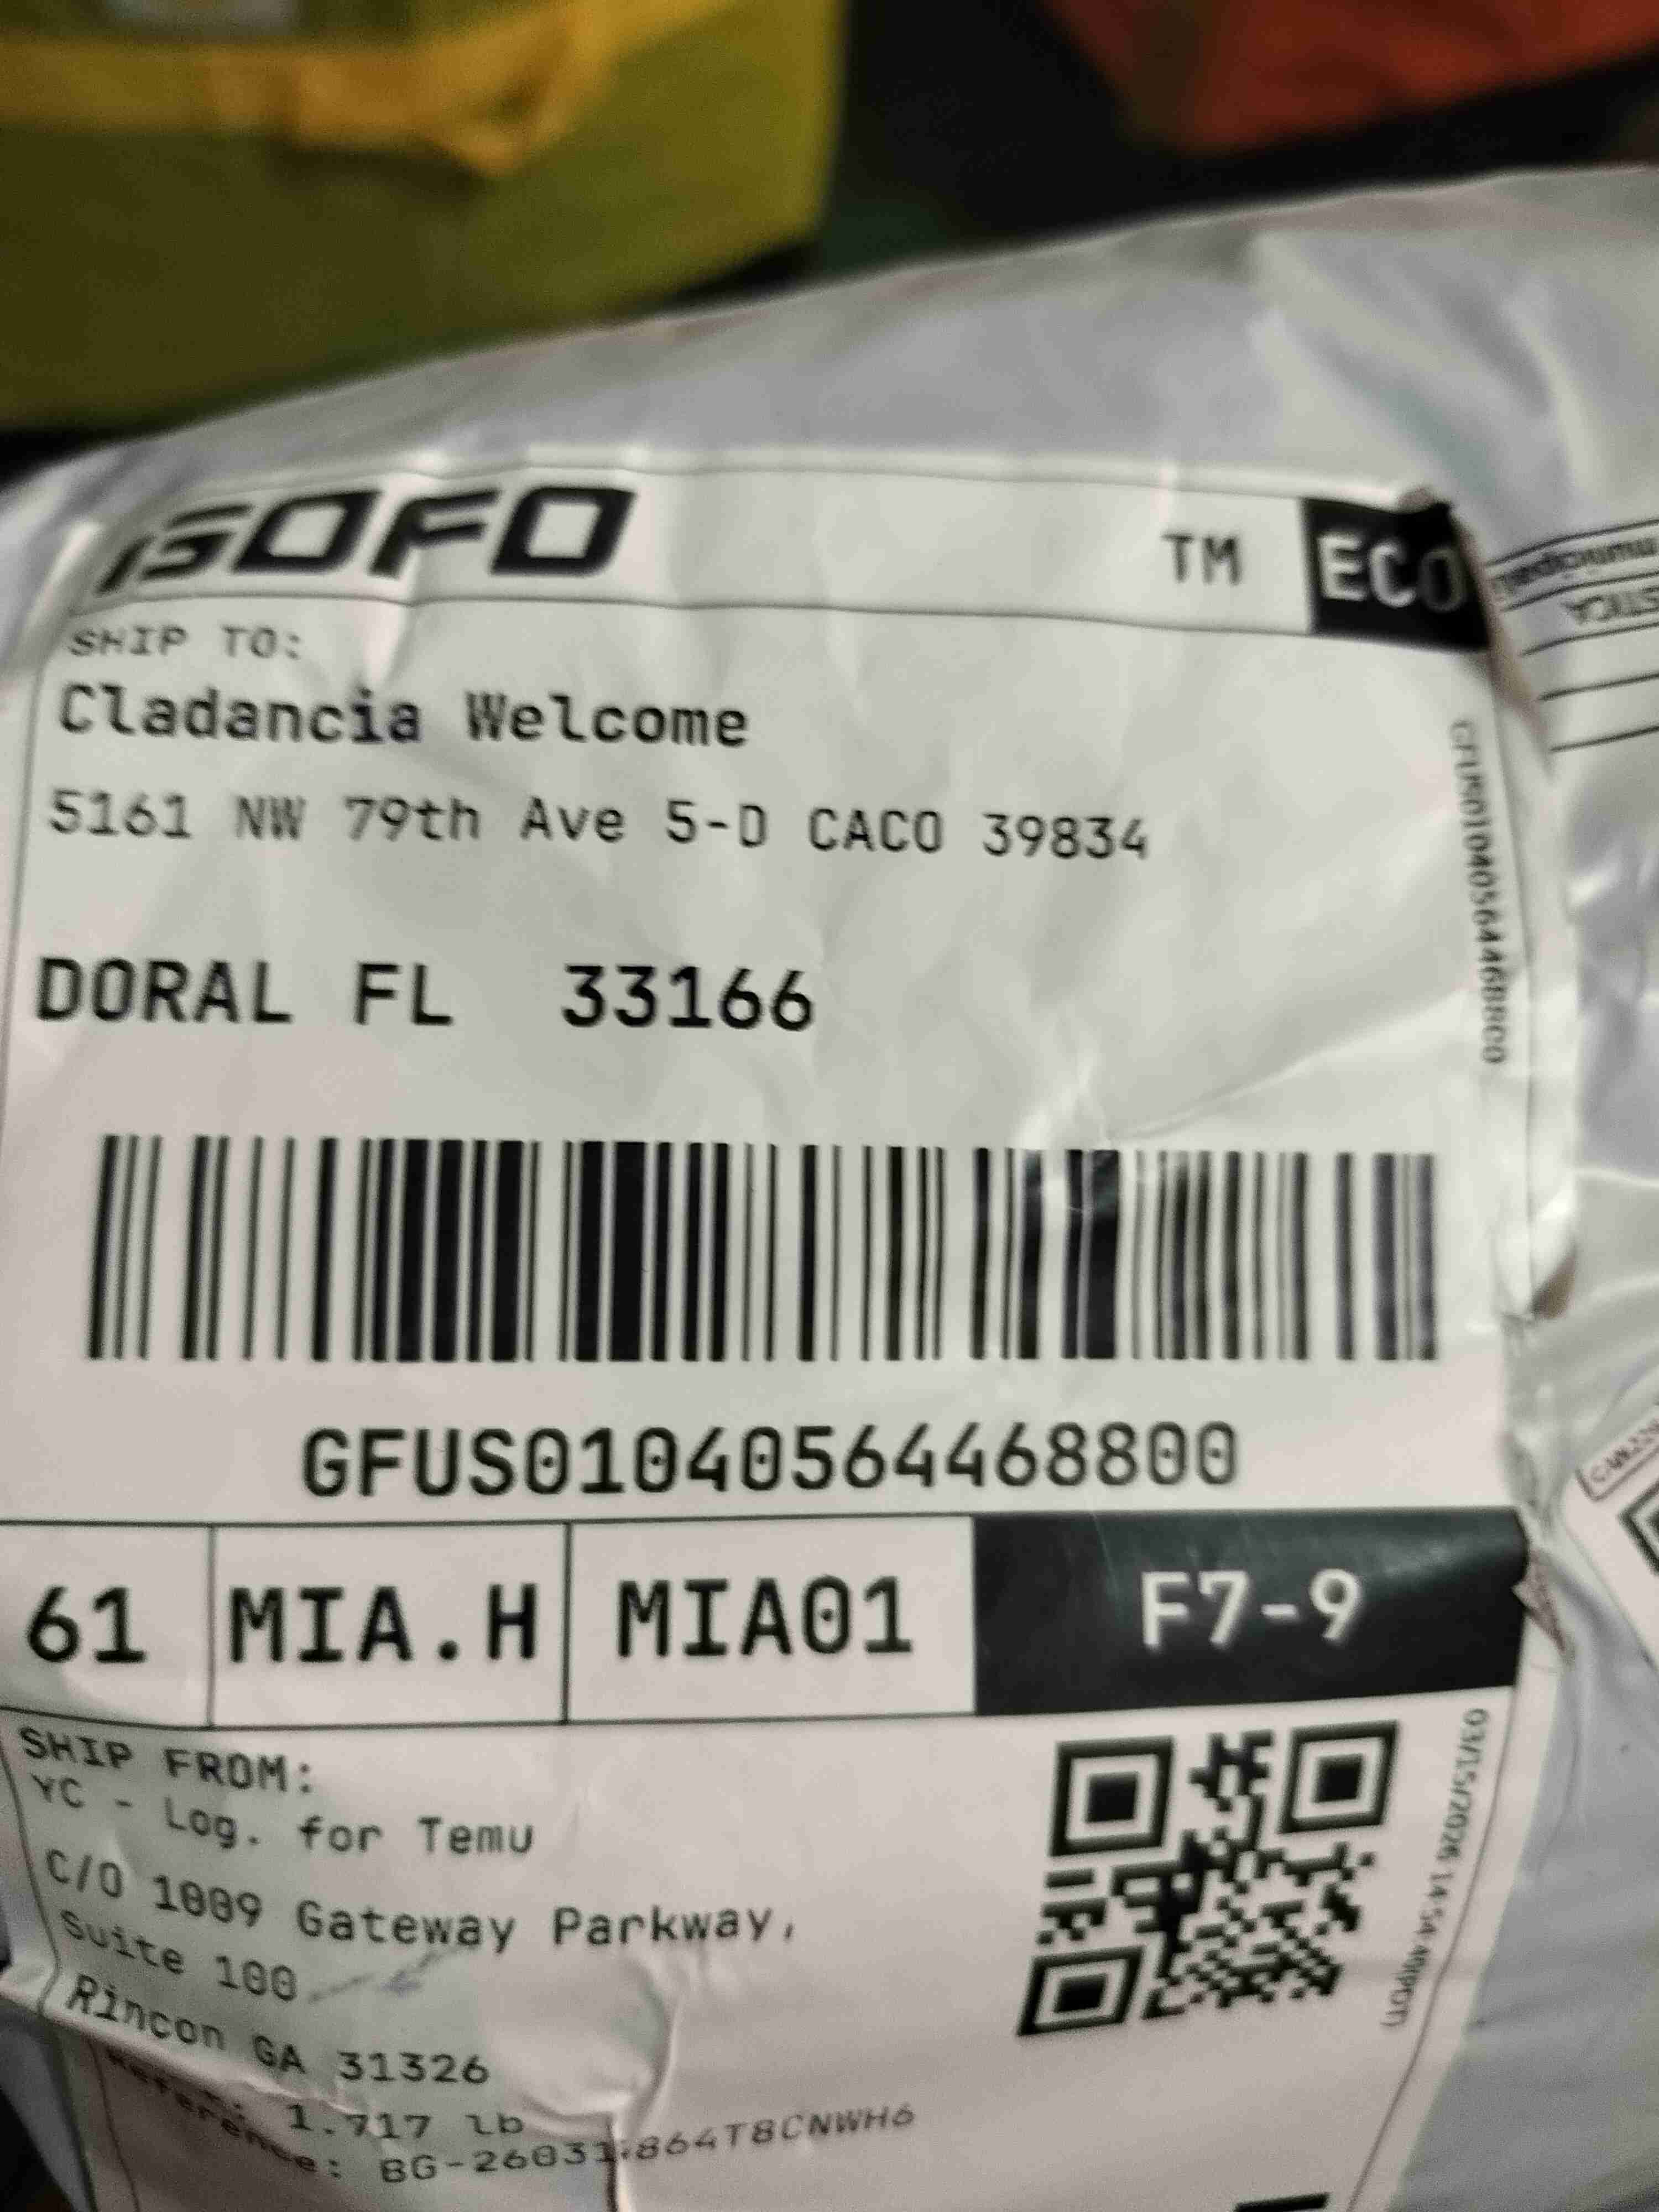 GOFO
TM
ECO
SHIP TO:
Cladancia Welcome
5161 NW 79th Ave 5-D CACO 39834
DORAL FL 33166
GFUS01040564468800
GFUS01040564468800
61
MIA.H
MIA01
F7-9
SHIP FROM:
YC - Log. for Temu
C/O 1009 Gateway Parkway,
Suite 100
Rincon GA 31326
1.717 lb
Reference: